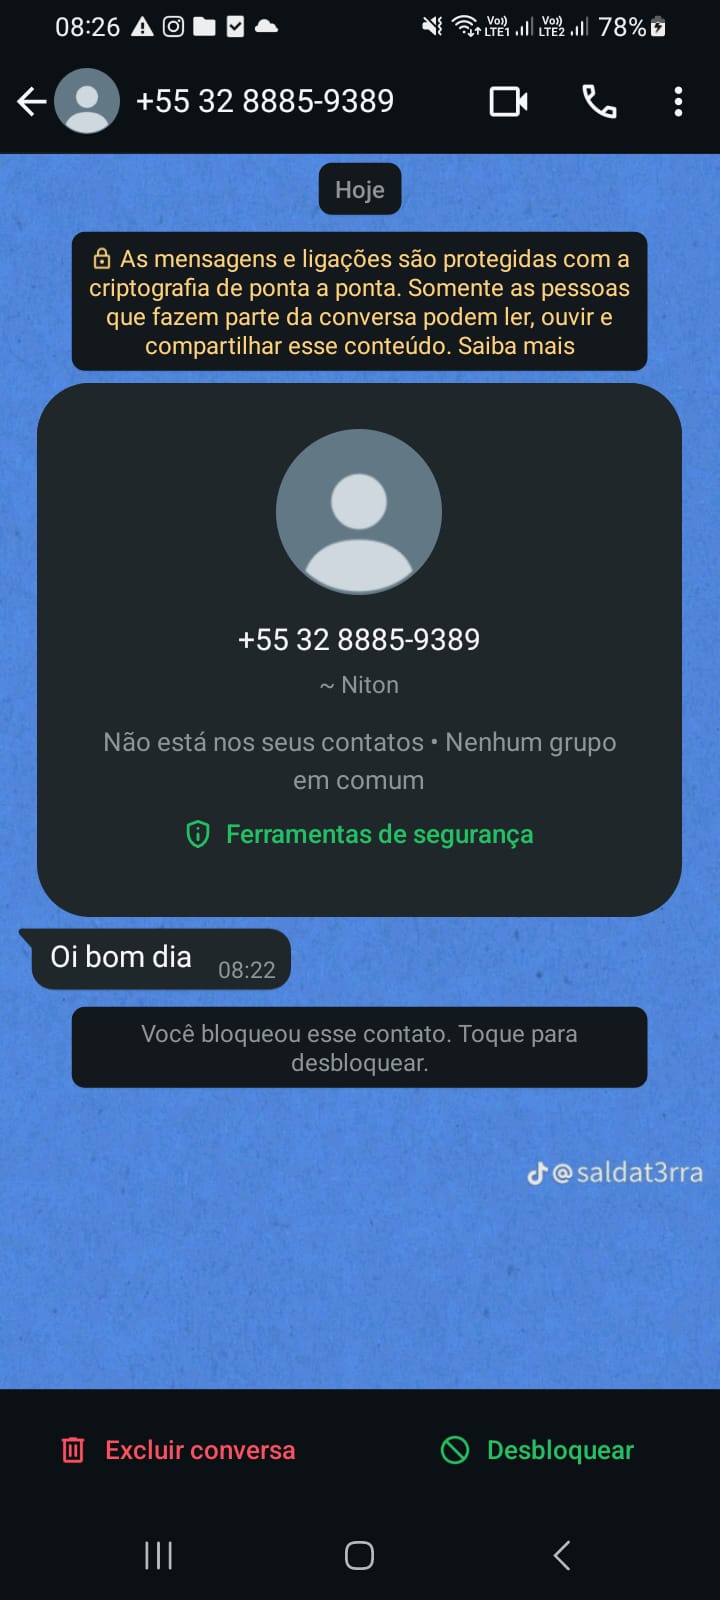 08:26
Vo))
LTE1
Vo))
LTE2
78%
+55 32 8885-9389
Hoje
As mensagens e ligações são protegidas com a
criptografia de ponta a ponta. Somente as pessoas
que fazem parte da conversa podem ler, ouvir e
compartilhar esse conteúdo. Saiba mais
+55 32 8885-9389
~ Niton
Não está nos seus contatos • Nenhum grupo
em comum
Ferramentas de segurança
Oi bom dia 08:22
Você bloqueou esse contato. Toque para
desbloquear.
@saldat3rra
Excluir conversa
Desbloquear